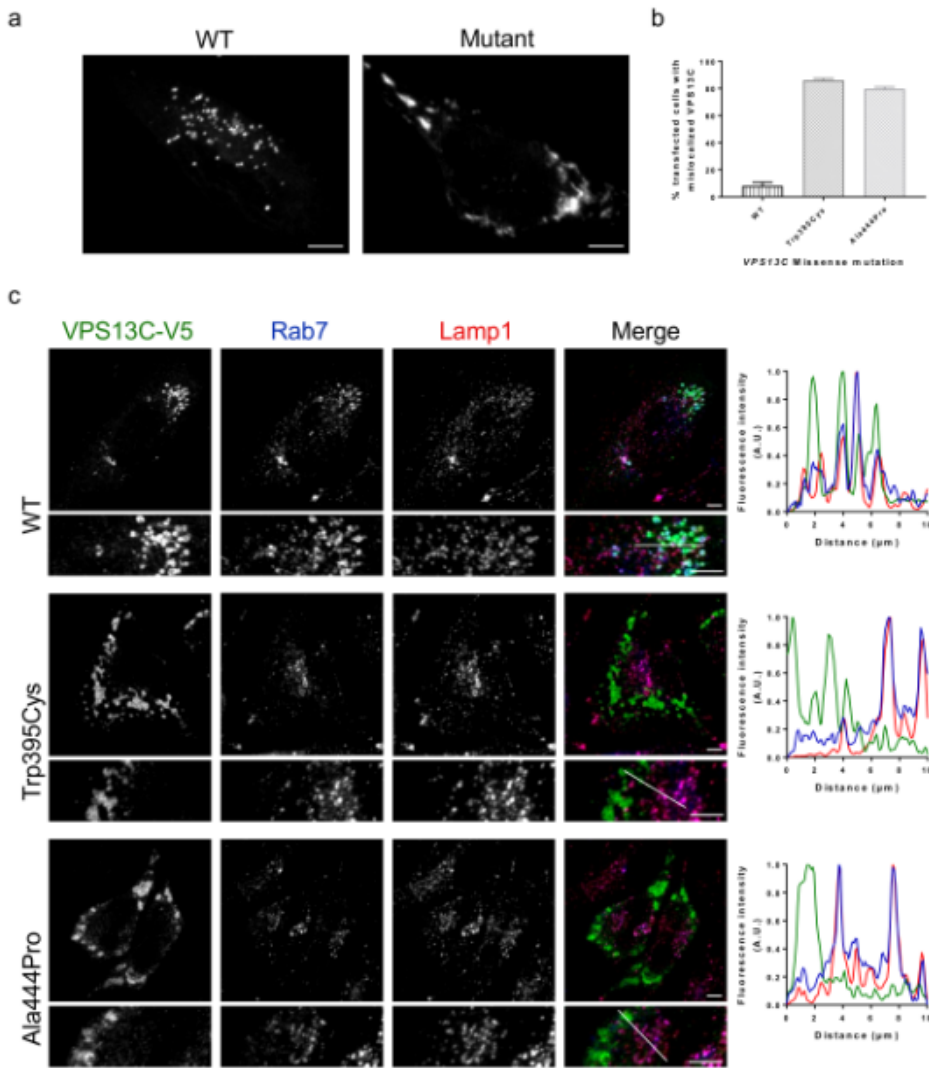 a
WT
Mutant
b
% transfected cells with
mislocalized VPS13C
100
80
60
40
20
0
WT
Trp395Cys
Ala444Pro
VPS13C Missense mutation
c
VPS13C-V5
Rab7
Lamp1
Merge
WT
Fluorescence intensity
(A.U.)
1.0
0.8
0.6
0.4
0.2
0.0
0 2 4 6 8 10
Distance (µm)
Trp395Cys
Fluorescence intensity
(A.U.)
1.0
0.8
0.6
0.4
0.2
0.0
0 2 4 6 8 10
Distance (µm)
Ala444Pro
Fluorescence intensity
(A.U.)
1.0
0.8
0.6
0.4
0.2
0.0
0 2 4 6 8 10
Distance (µm)